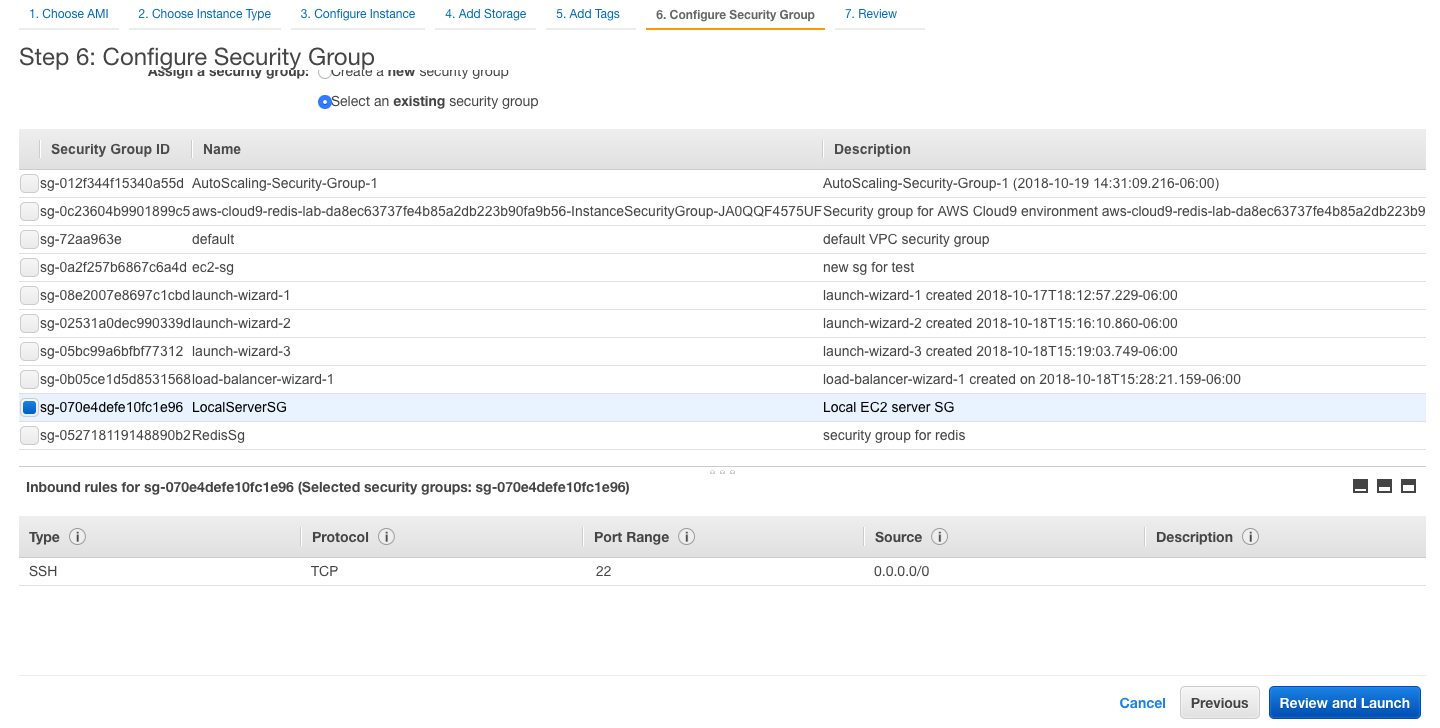 1. Choose AMI 2. Choose Instance Type 3. Configure Instance 4. Add Storage 5. Add Tags 6. Configure Security Group 7. Review
Step 6: Configure Security Group
Assign a security group: Create a new security group
Select an existing security group
Security Group ID Name Description
sg-012f344f15340a55d AutoScaling-Security-Group-1 AutoScaling-Security-Group-1 (2018-10-19 14:31:09.216-06:00)
sg-0c23604b9901899c5 aws-cloud9-redis-lab-da8ec63737fe4b85a2db223b90fa9b56-InstanceSecurityGroup-JA0QQF4575UF Security group for AWS Cloud9 environment aws-cloud9-redis-lab-da8ec63737fe4b85a2db223b9
sg-72aa963e default default VPC security group
sg-0a2f257b6867c6a4d ec2-sg new sg for test
sg-08e2007e8697c1cbd launch-wizard-1 launch-wizard-1 created 2018-10-17T18:12:57.229-06:00
sg-02531a0dec990339d launch-wizard-2 launch-wizard-2 created 2018-10-18T15:16:10.860-06:00
sg-05bc99a6bfbf77312 launch-wizard-3 launch-wizard-3 created 2018-10-18T15:19:03.749-06:00
sg-0b05ce1d5d8531568 load-balancer-wizard-1 load-balancer-wizard-1 created on 2018-10-18T15:28:21.159-06:00
sg-070e4defe10fc1e96 LocalServerSG Local EC2 server SG
sg-052718119148890b2 RedisSg security group for redis
Inbound rules for sg-070e4defe10fc1e96 (Selected security groups: sg-070e4defe10fc1e96)
Type i Protocol i Port Range i Source i Description i
SSH TCP 22 0.0.0.0/0
Cancel Previous Review and Launch